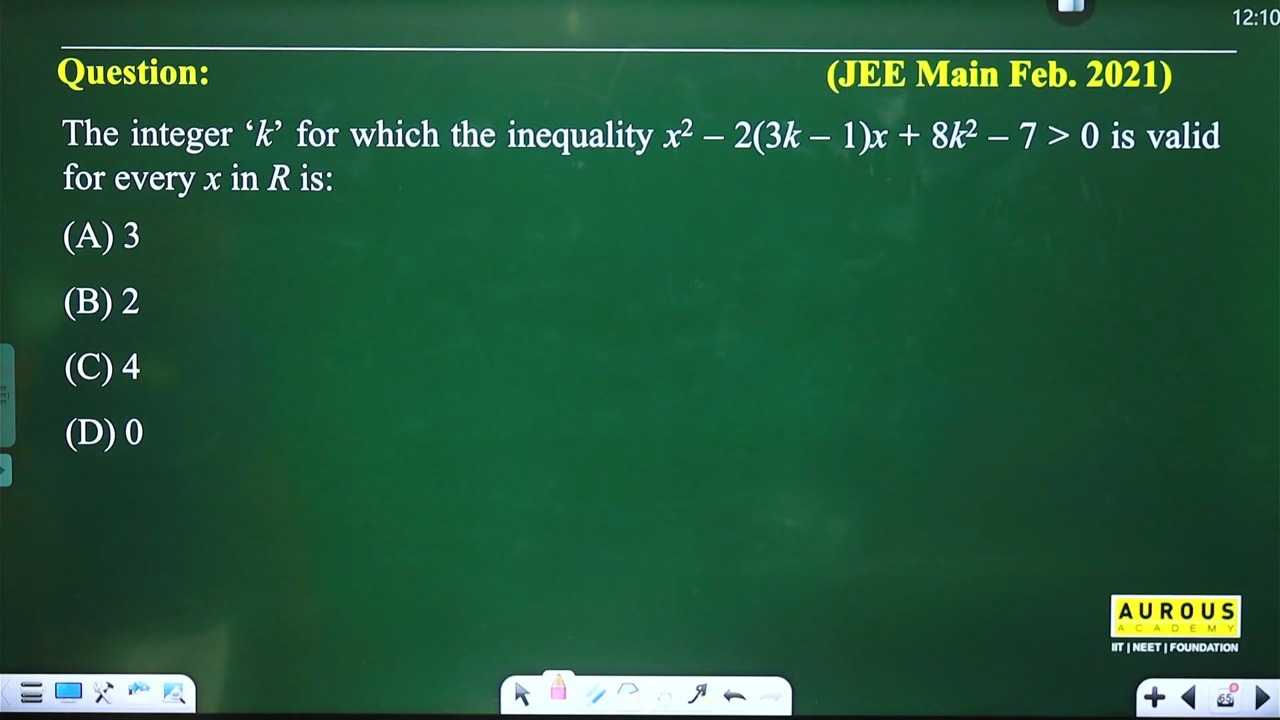 12:10
Question:
(JEE Main Feb. 2021)
The integer ‘k’ for which the inequality x² – 2(3k – 1)x + 8k² – 7 > 0 is valid
for every x in R is:
(A) 3
(B) 2
(C) 4
(D) 0
AUROUS
ACADEMY
IIT | NEET | FOUNDATION
65